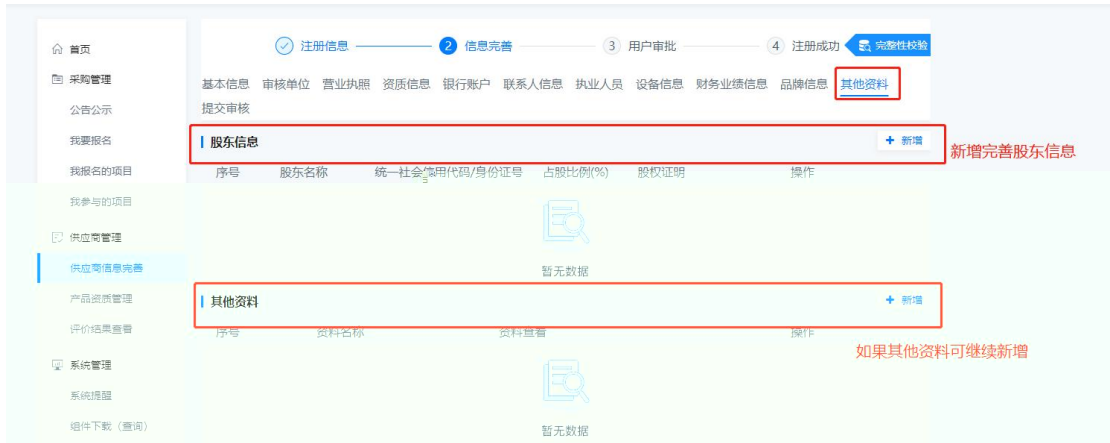 首页
采购管理
公告公示
我要报名
我报名的项目
我参与的项目
供应商管理
供应商信息完善
产品资质管理
评价结果查看
系统管理
系统提醒
组件下载（查询）
注册信息 2 信息完善 3 用户审批 4 注册成功 完整性校验
基本信息 审核单位 营业执照 资质信息 银行账户 联系人信息 执业人员 设备信息 财务业绩信息 品牌信息 其他资料
提交审核
股东信息 + 新增
新增完善股东信息
序号 股东名称 统一社会信用代码/身份证号 占股比例(%) 股权证明 操作
暂无数据
其他资料 + 新增
序号 资料名称 资料查看 操作
如果其他资料可继续新增
暂无数据